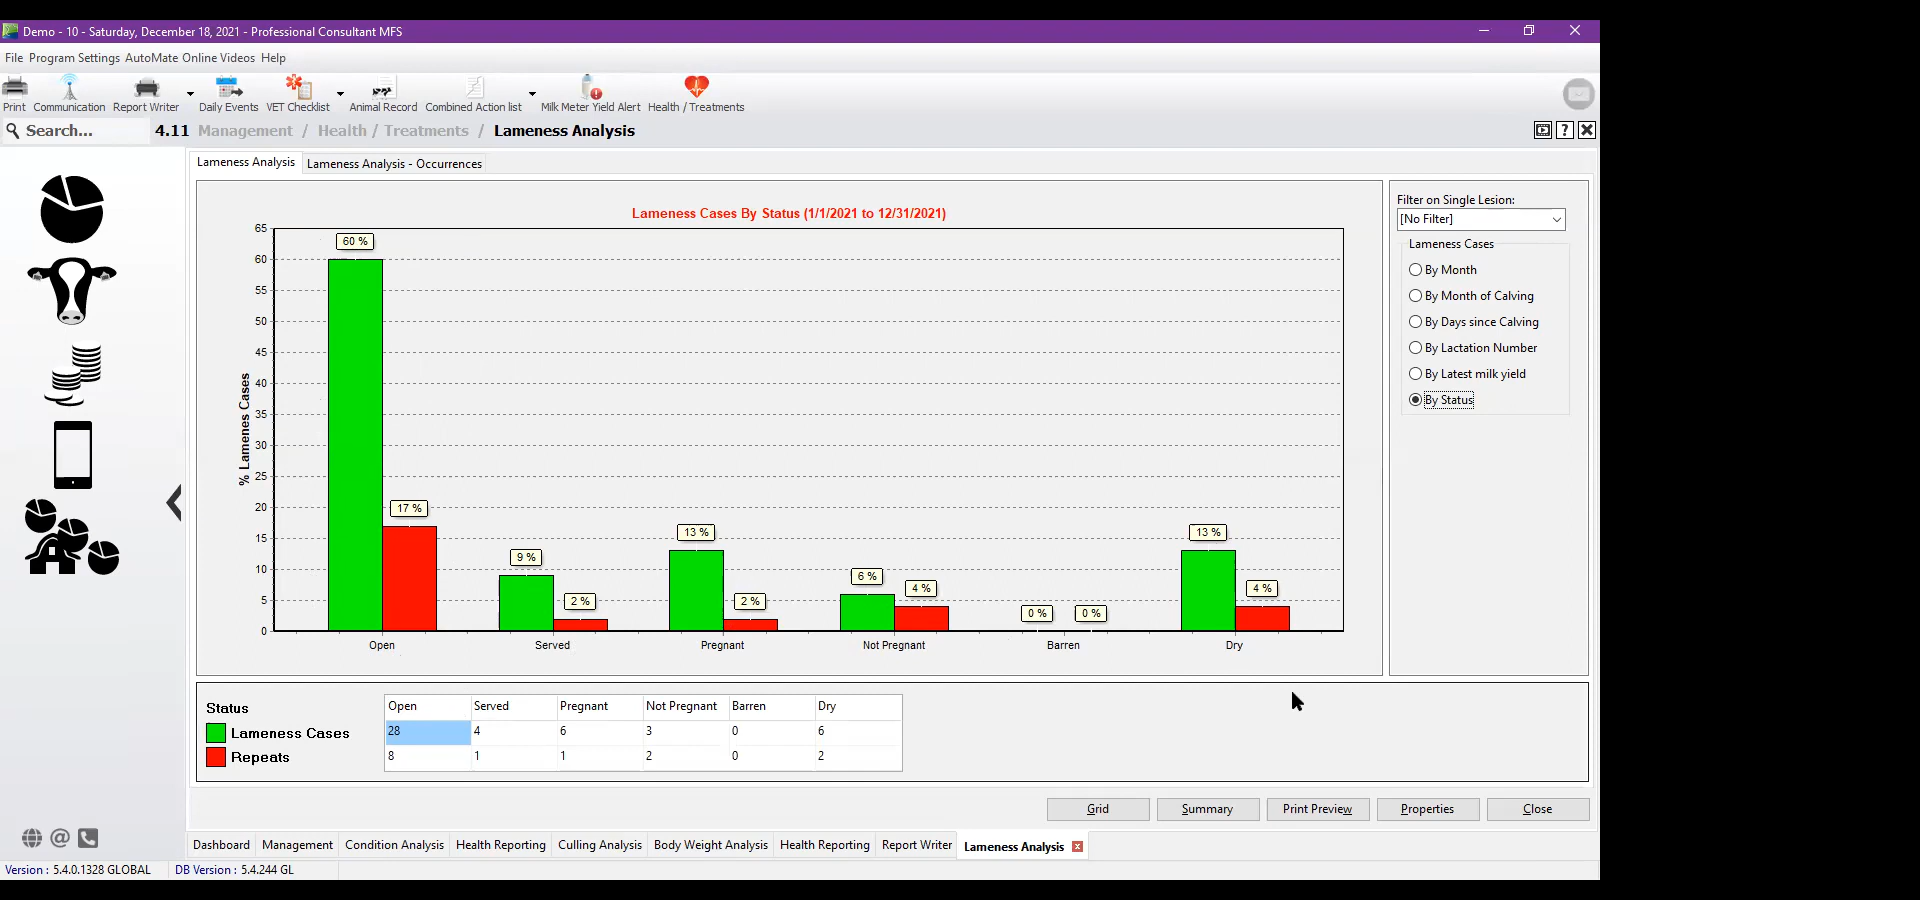 Demo - 10 - Saturday, December 18, 2021 - Professional Consultant MFS
File Program Settings AutoMate Online Videos Help
Print Communication Report Writer Daily Events VET Checklist Animal Record Combined Action list Milk Meter Yield Alert Health / Treatments
Search... 4.11 Management / Health / Treatments / Lameness Analysis
Lameness Analysis Lameness Analysis - Occurrences
Lameness Cases By Status (1/1/2021 to 12/31/2021)
% Lamenes Cases
65
60
55
50
45
40
35
30
25
20
15
10
5
0
60 %
17 %
9 %
2 %
13 %
2 %
6 %
4 %
0 %
0 %
13 %
4 %
Open Served Pregnant Not Pregnant Barren Dry
Filter on Single Lesion:
[No Filter]
Lameness Cases
By Month
By Month of Calving
By Days since Calving
By Lactation Number
By Latest milk yield
By Status
Status
Lameness Cases
Repeats
Open Served Pregnant Not Pregnant Barren Dry
28 4 6 3 0 6
8 1 1 2 0 2
Grid Summary Print Preview Properties Close
Dashboard Management Condition Analysis Health Reporting Culling Analysis Body Weight Analysis Health Reporting Report Writer Lameness Analysis
Version : 5.4.0.1328 GLOBAL DB Version : 5.4.244 GL